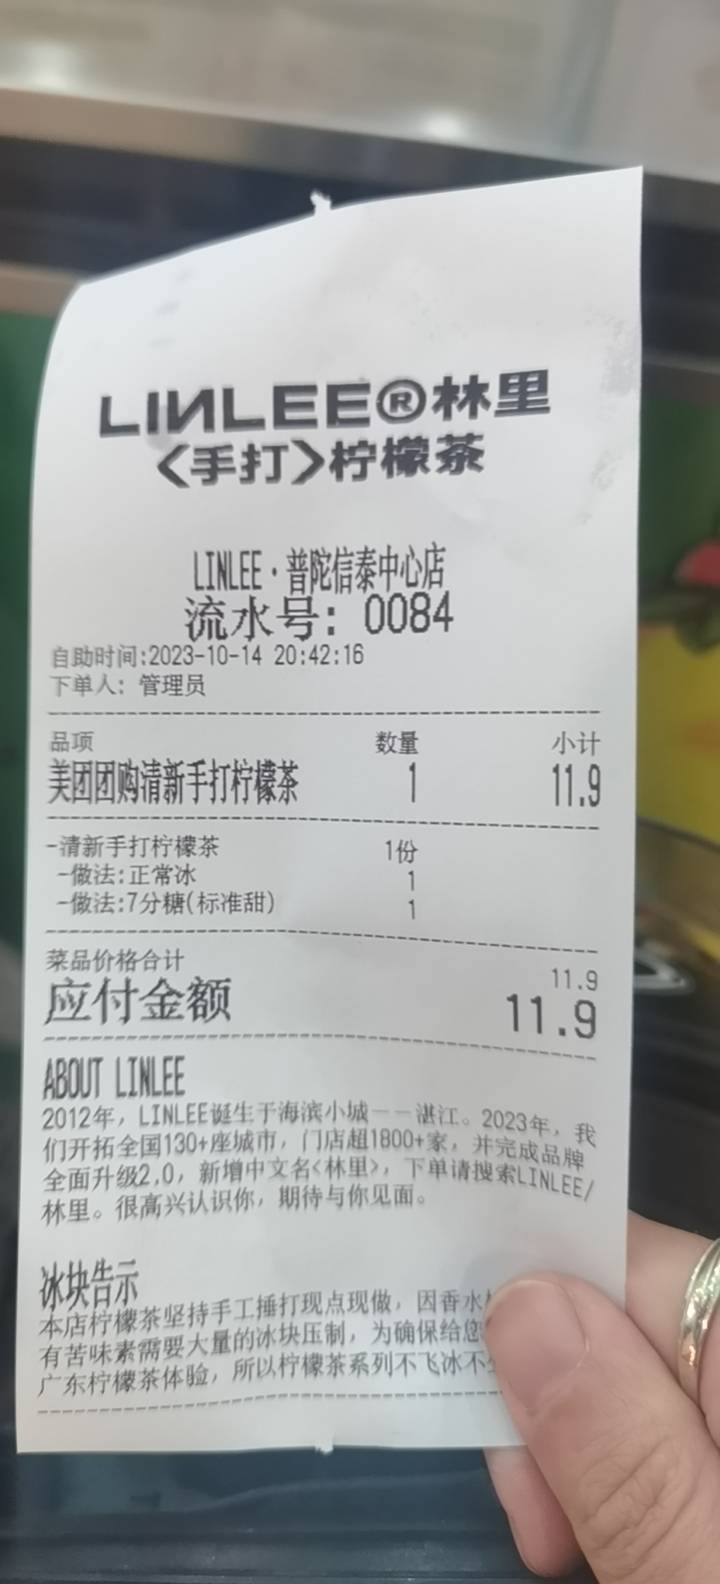 LINLEE®林里
<手打>柠檬茶
LINLEE·普陀信泰中心店
流水号: 0084
自助时间:2023-10-14 20:42:16
下单人: 管理员
品项 数量 小计
美团团购清新手打柠檬茶 1 11.9
-清新手打柠檬茶 1份
-做法:正常冰 1
-做法:7分糖(标准甜) 1
菜品价格合计 11.9
应付金额 11.9
ABOUT LINLEE
2012年，LINLEE诞生于海滨小城——湛江。2023年，我
们开拓全国130+座城市，门店超1800+家，并完成品牌
全面升级2.0，新增中文名<林里>，下单请搜索LINLEE/
林里。很高兴认识你，期待与你见面。
冰块告示
本店柠檬茶坚持手工捶打现点现做，因香水
有苦味素需要大量的冰块压制，为确保给您
广东柠檬茶体验，所以柠檬茶系列不飞冰不